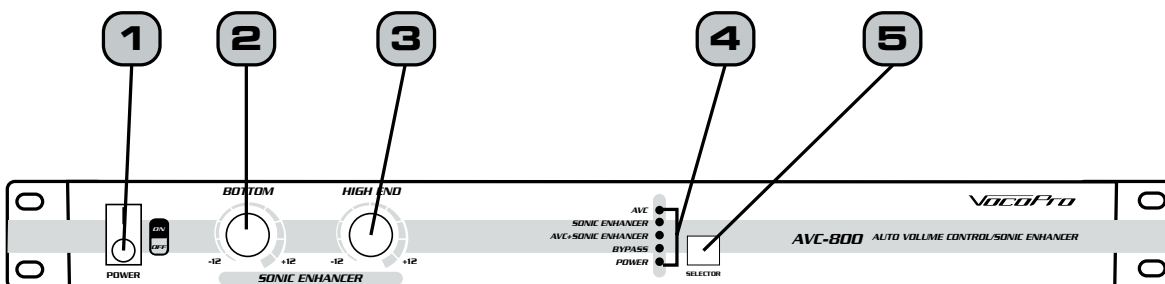 1 2 3 4 5
BOTTOM HIGH END
VocoPro
AVC
SONIC ENHANCER
AVC+SONIC ENHANCER
BYPASS
POWER
ON
OFF
AVC-800 AUTO VOLUME CONTROL/SONIC ENHANCER
-12 +12 -12 +12
POWER
SONIC ENHANCER
SELECTOR